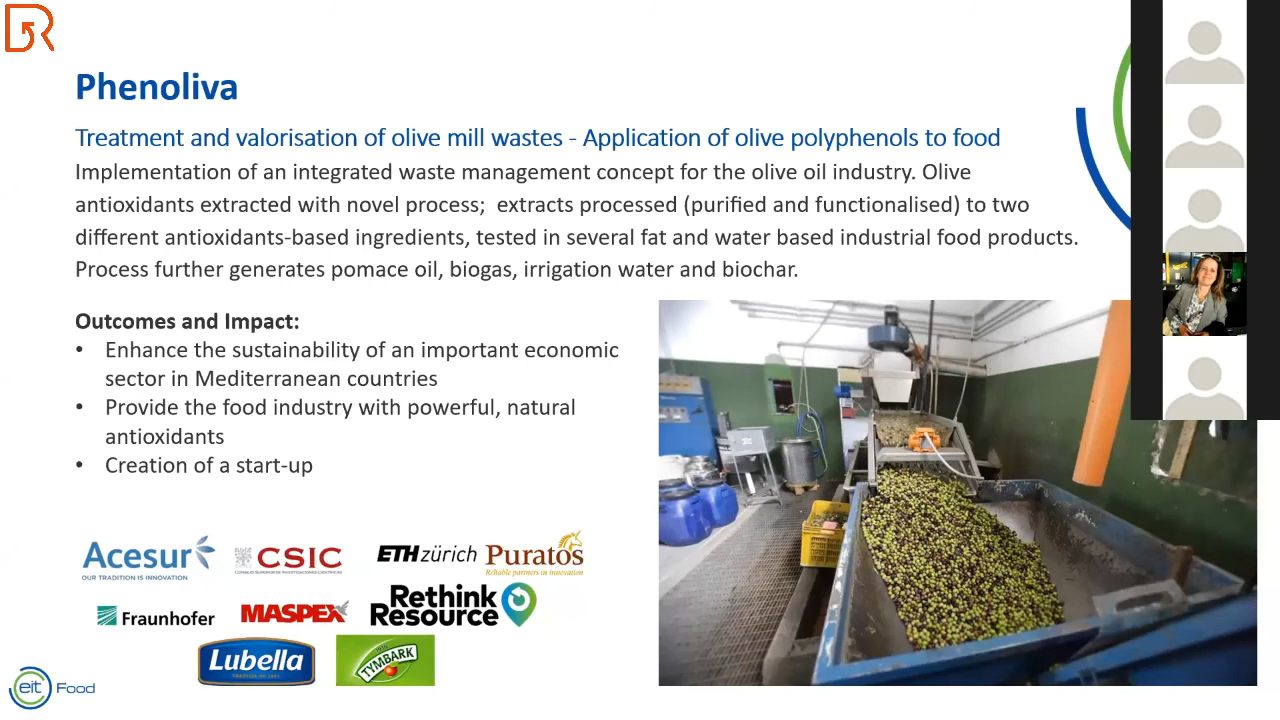 Phenoliva
Treatment and valorisation of olive mill wastes - Application of olive polyphenols to food
Implementation of an integrated waste management concept for the olive oil industry. Olive
antioxidants extracted with novel process;  extracts processed (purified and functionalised) to two
different antioxidants-based ingredients, tested in several fat and water based industrial food products.
Process further generates pomace oil, biogas, irrigation water and biochar.
Outcomes and Impact:
• Enhance the sustainability of an important economic
sector in Mediterranean countries
• Provide the food industry with powerful, natural
antioxidants
• Creation of a start-up
Acesur
OUR TRADITION IS INNOVATION
CSIC
CONSEJO SUPERIOR DE INVESTIGACIONES CIENTÍFICAS
ETH zürich
Puratos
Reliable partners in innovation
Fraunhofer
MASPEX
Rethink
Resource
Lubella
TYMBARK
eit Food